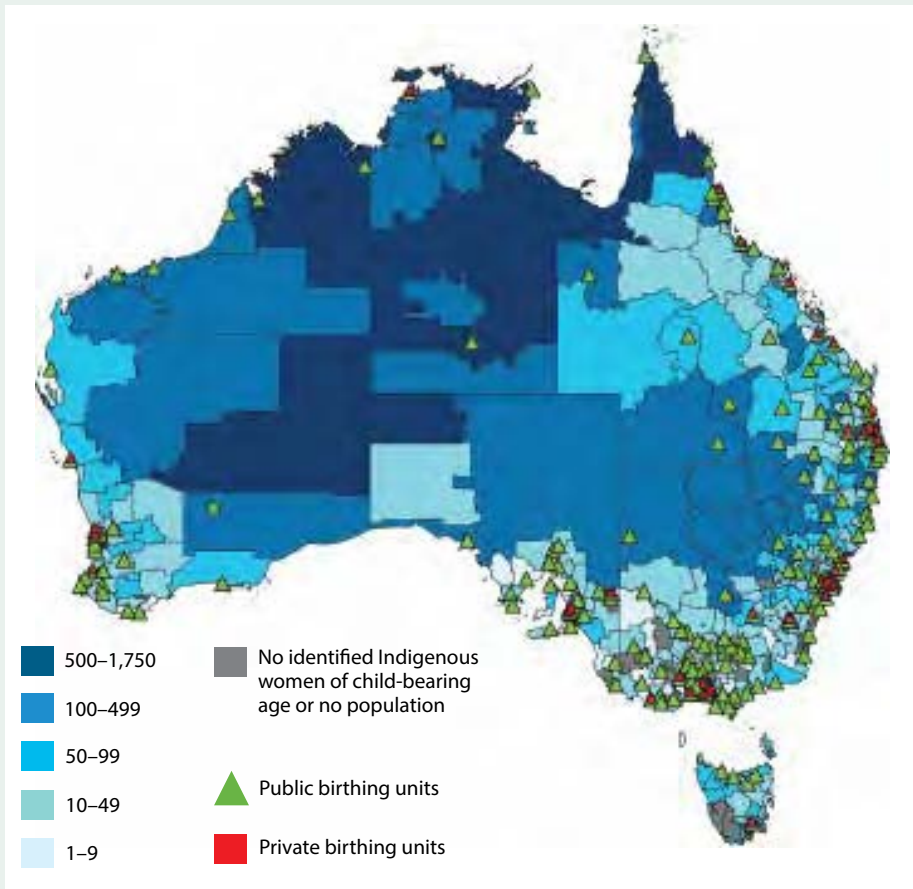 500–1,750
100–499
50–99
10–49
1–9
No identified Indigenous
women of child-bearing
age or no population
Public birthing units
Private birthing units